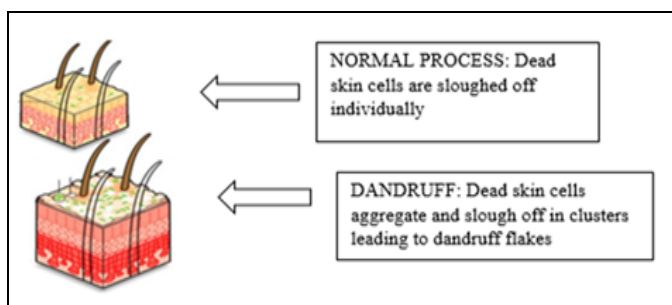 NORMAL PROCESS: Dead
skin cells are sloughed off
individually
DANDRUFF: Dead skin cells
aggregate and slough off in clusters
leading to dandruff flakes